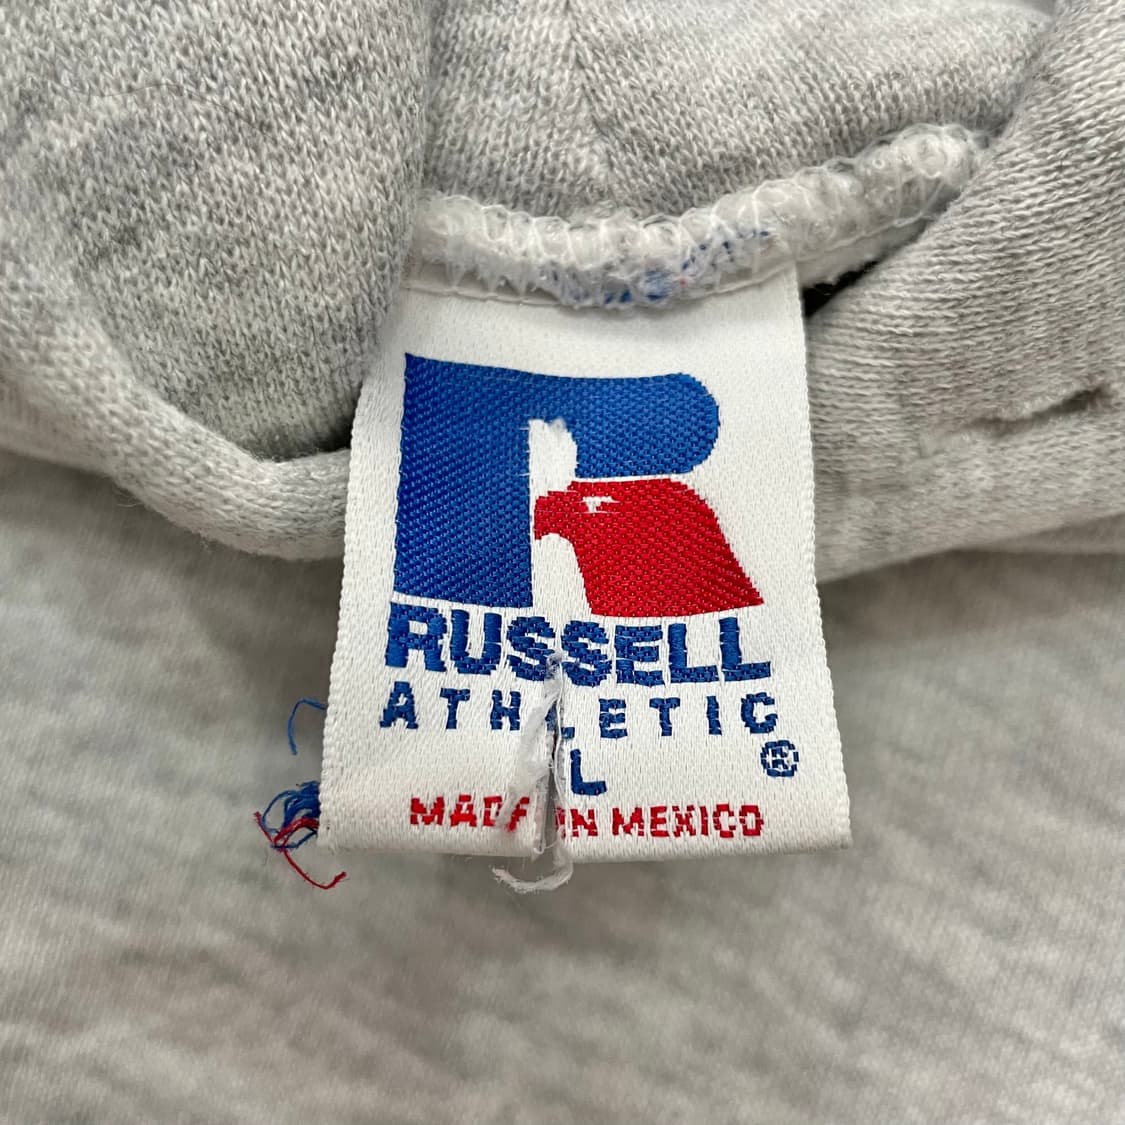 RUSSELL
ATHLETIC
L ®
MADE IN MEXICO